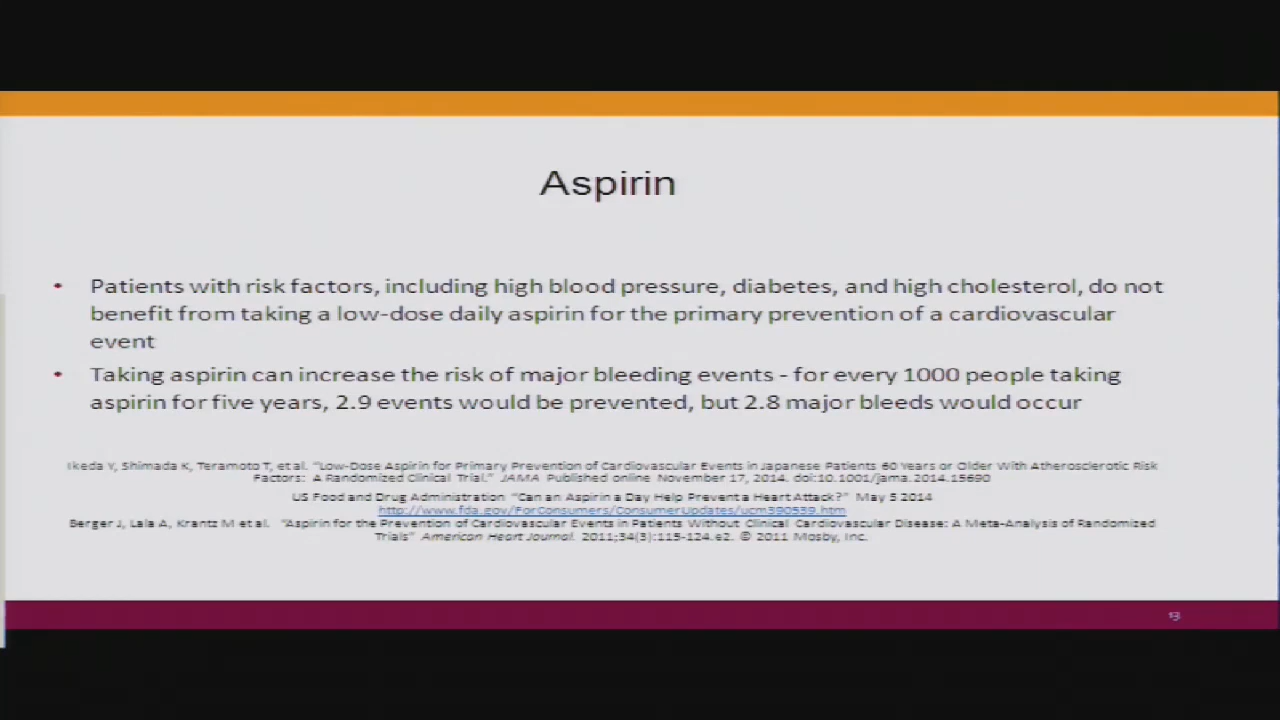 Aspirin
• Patients with risk factors, including high blood pressure, diabetes, and high cholesterol, do not
benefit from taking a low-dose daily aspirin for the primary prevention of a cardiovascular
event
• Taking aspirin can increase the risk of major bleeding events - for every 1000 people taking
aspirin for five years, 2.9 events would be prevented, but 2.8 major bleeds would occur
Ikeda Y, Shimada K, Teramoto T, et al. "Low-Dose Aspirin for Primary Prevention of Cardiovascular Events in Japanese Patients 60 Years or Older With Atherosclerotic Risk
Factors: A Randomized Clinical Trial." JAMA Published online November 17, 2014. doi:10.1001/jama.2014.15690
US Food and Drug Administration "Can an Aspirin a Day Help Prevent a Heart Attack?" May 5 2014
http://www.fda.gov/ForConsumers/ConsumerUpdates/ucm390539.htm
Berger J, Lala A, Krantz M et al. "Aspirin for the Prevention of Cardiovascular Events in Patients Without Clinical Cardiovascular Disease: A Meta-Analysis of Randomized
Trials" American Heart Journal. 2011;34(3):115-124.e2. © 2011 Mosby, Inc.
13